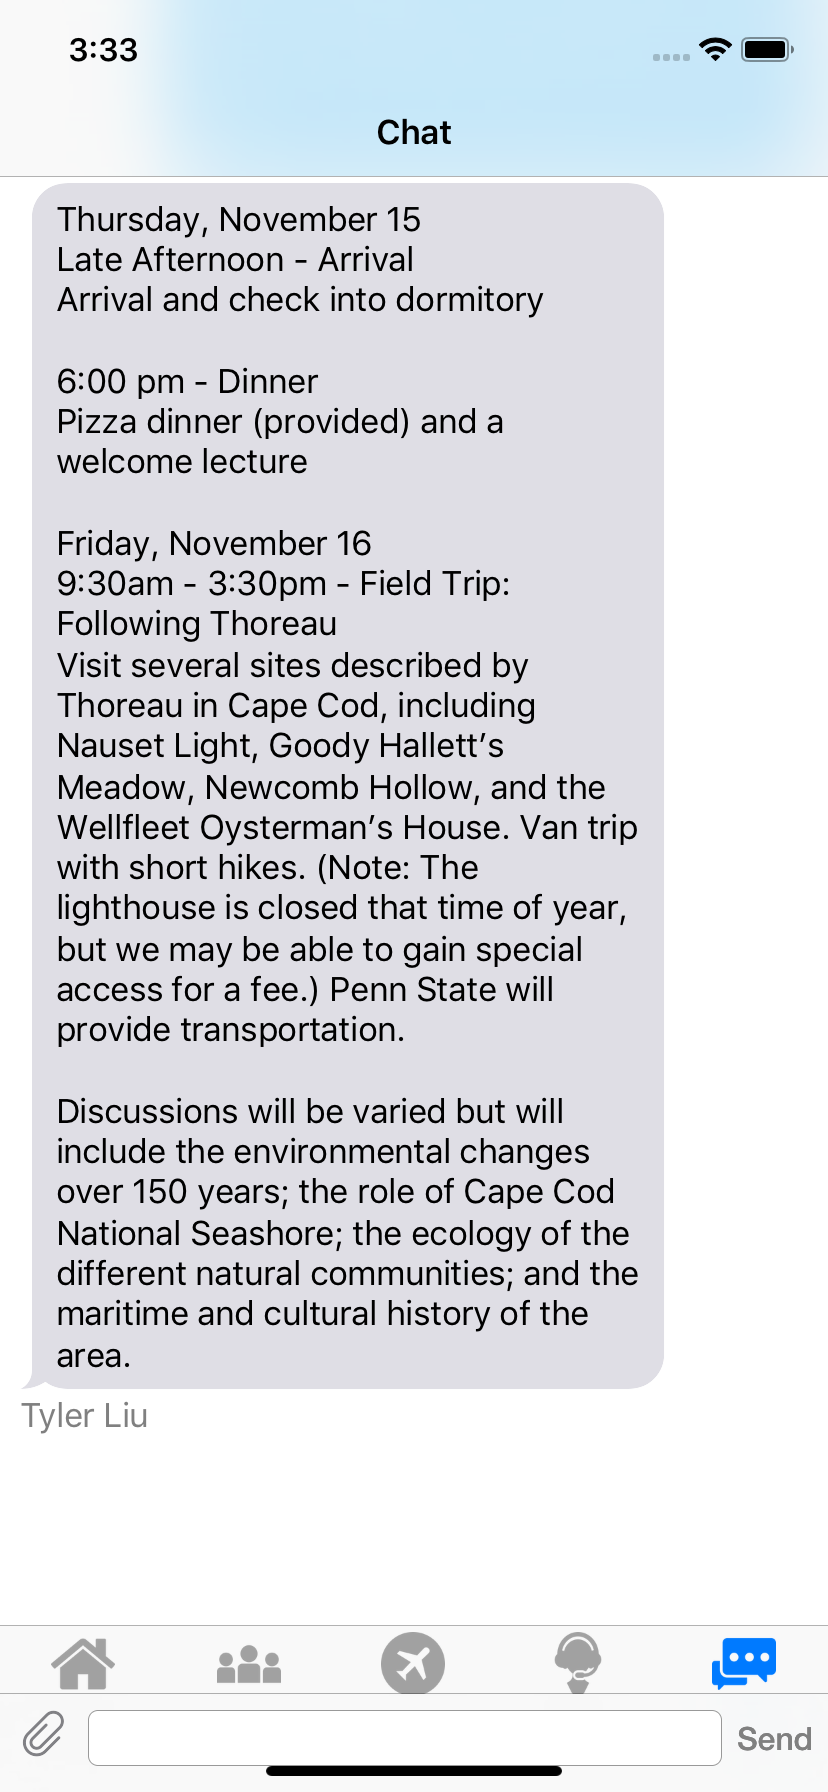 3:33
Chat
Thursday, November 15
Late Afternoon - Arrival
Arrival and check into dormitory
6:00 pm - Dinner
Pizza dinner (provided) and a
welcome lecture
Friday, November 16
9:30am - 3:30pm - Field Trip:
Following Thoreau
Visit several sites described by
Thoreau in Cape Cod, including
Nauset Light, Goody Hallett’s
Meadow, Newcomb Hollow, and the
Wellfleet Oysterman’s House. Van trip
with short hikes. (Note: The
lighthouse is closed that time of year,
but we may be able to gain special
access for a fee.) Penn State will
provide transportation.
Discussions will be varied but will
include the environmental changes
over 150 years; the role of Cape Cod
National Seashore; the ecology of the
different natural communities; and the
maritime and cultural history of the
area.
Tyler Liu
Send